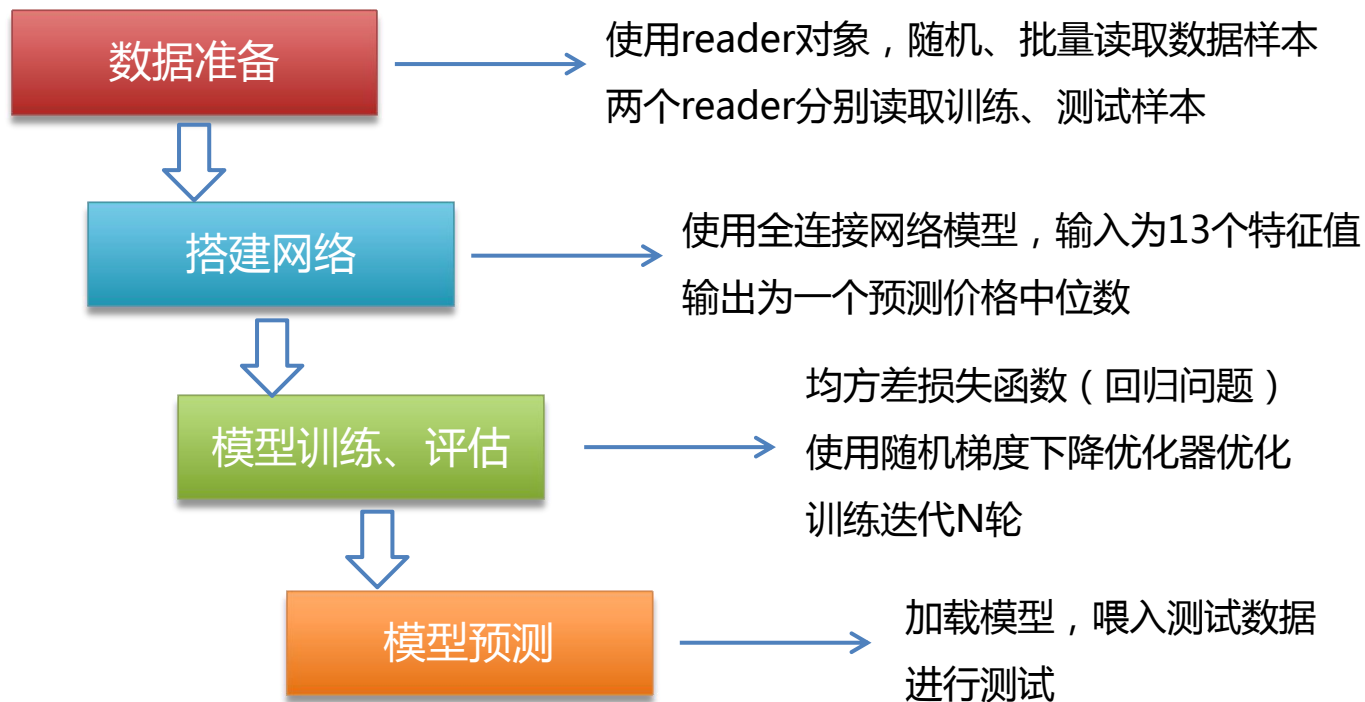 数据准备
使用reader对象，随机、批量读取数据样本
两个reader分别读取训练、测试样本
搭建网络
使用全连接网络模型，输入为13个特征值
输出为一个预测价格中位数
模型训练、评估
均方差损失函数（回归问题）
使用随机梯度下降优化器优化
训练迭代N轮
模型预测
加载模型，喂入测试数据
进行测试